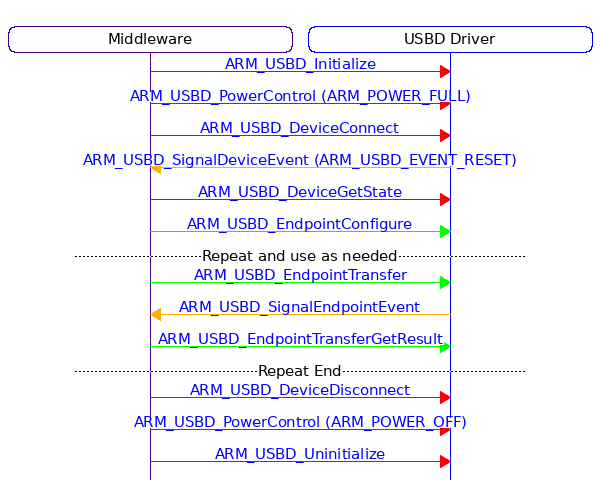 Middleware
USBD Driver
ARM_USBD_Initialize
ARM_USBD_PowerControl (ARM_POWER_FULL)
ARM_USBD_DeviceConnect
ARM_USBD_SignalDeviceEvent (ARM_USBD_EVENT_RESET)
ARM_USBD_DeviceGetState
ARM_USBD_EndpointConfigure
Repeat and use as needed
ARM_USBD_EndpointTransfer
ARM_USBD_SignalEndpointEvent
ARM_USBD_EndpointTransferGetResult
Repeat End
ARM_USBD_DeviceDisconnect
ARM_USBD_PowerControl (ARM_POWER_OFF)
ARM_USBD_Uninitialize